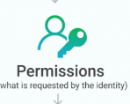 Permissions
(what is requested by the identity)